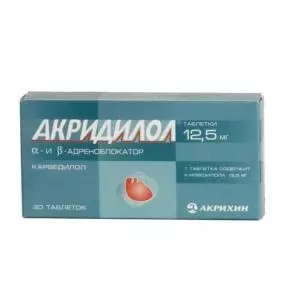 АКРИДИЛОЛ®
ТАБЛЕТКИ
12,5 мг
α- И β-АДРЕНОБЛОКАТОР
КАРВЕДИЛОЛ
1 ТАБЛЕТКА СОДЕРЖИТ
КАРВЕДИЛОЛА 12,5 мг
30 ТАБЛЕТОК
АКРИХИН